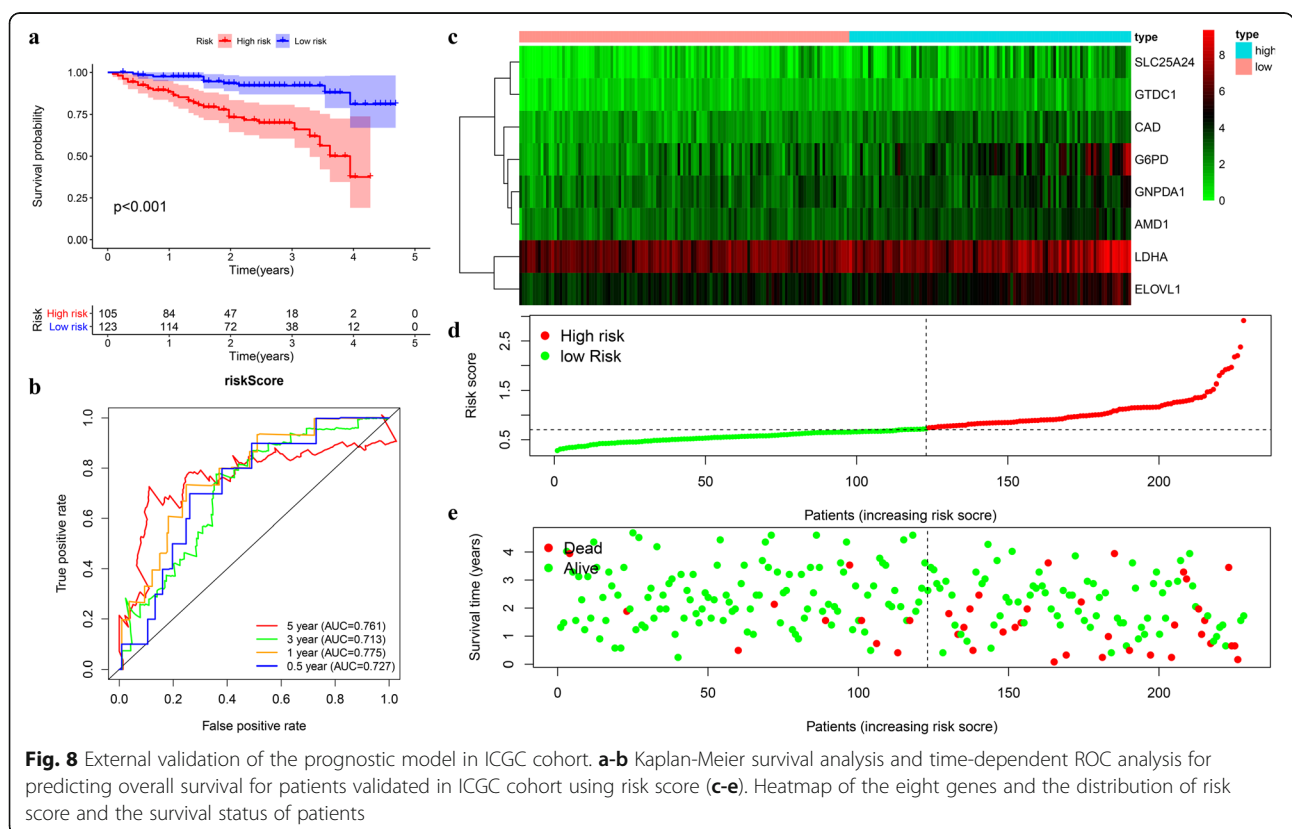 a
Risk High risk Low risk
1.00
0.75
0.50
0.25
0.00
Survival probability
p<0.001
0 1 2 3 4 5
Time(years)
Risk
High risk 105 84 47 18 2 0
Low risk 123 114 72 38 12 0
0 1 2 3 4 5
Time(years)
b
riskScore
1.0
0.8
0.6
0.4
0.2
0.0
True positive rate
5 year (AUC=0.761)
3 year (AUC=0.713)
1 year (AUC=0.775)
0.5 year (AUC=0.727)
0.0 0.2 0.4 0.6 0.8 1.0
False positive rate
c
type
SLC25A24
GTDC1
CAD
G6PD
GNPDA1
AMD1
LDHA
ELOVL1
8
6
4
2
0
type
high
low
d
High risk
low Risk
2.5
1.5
0.5
Risk score
0 50 100 150 200
Patients (increasing risk socre)
e
Dead
Alive
4
3
2
1
0
Survival time (years)
0 50 100 150 200
Patients (increasing risk socre)
Fig. 8 External validation of the prognostic model in ICGC cohort. a-b Kaplan-Meier survival analysis and time-dependent ROC analysis for
predicting overall survival for patients validated in ICGC cohort using risk score (c-e). Heatmap of the eight genes and the distribution of risk
score and the survival status of patients